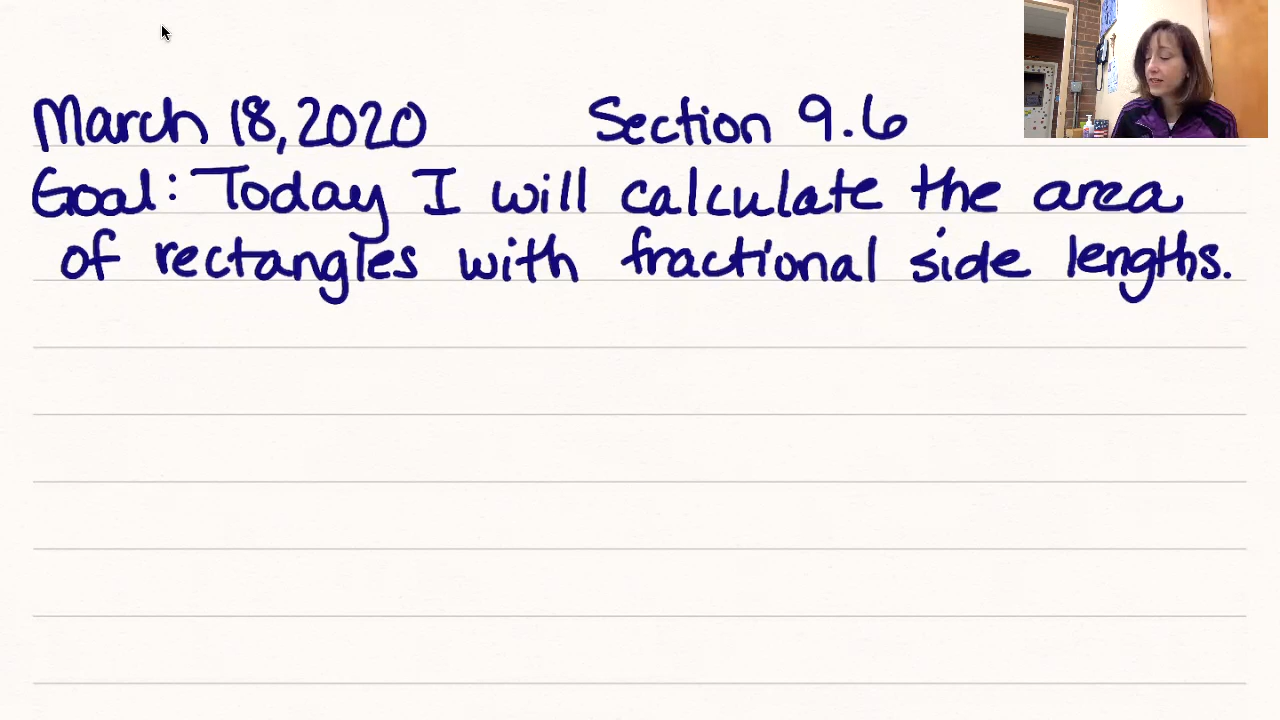 March 18, 2020 Section 9.6
Goal: Today I will calculate the area
of rectangles with fractional side lengths.